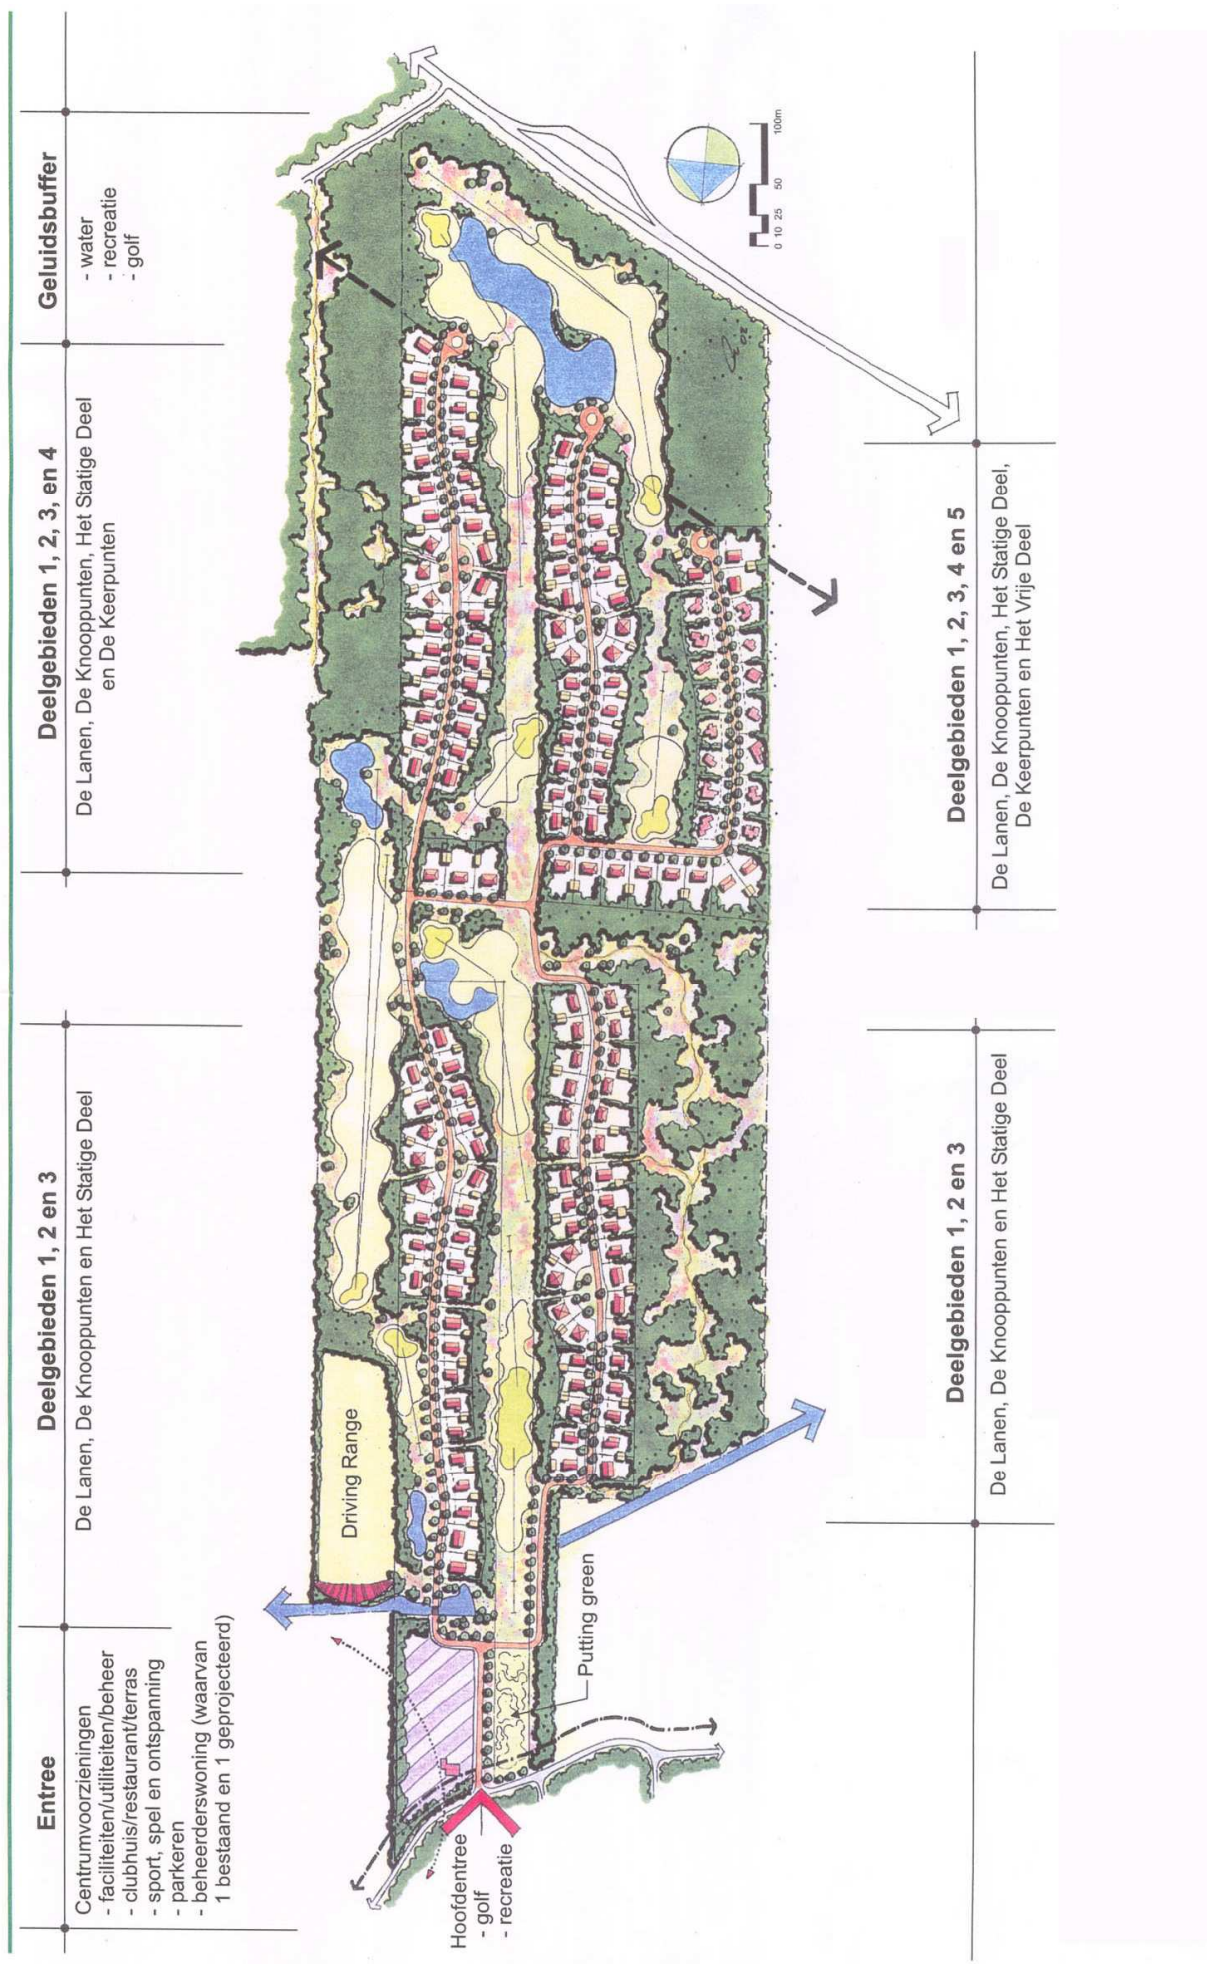 Entree
Centrumvoorzieningen
- faciliteiten/utiliteiten/beheer
- clubhuis/restaurant/terras
- sport, spel en ontspanning
- parkeren
- beheerderswoning (waarvan
1 bestaand en 1 geprojecteerd)
Deelgebieden 1, 2 en 3
De Lanen, De Knooppunten en Het Statige Deel
Deelgebieden 1, 2, 3, en 4
De Lanen, De Knooppunten, Het Statige Deel
en De Keerpunten
Geluidsbuffer
- water
- recreatie
- golf
Driving Range
Hoofdentree
- golf
- recreatie
Putting green
0 10 25 50 100m
Deelgebieden 1, 2 en 3
De Lanen, De Knooppunten en Het Statige Deel
Deelgebieden 1, 2, 3, 4 en 5
De Lanen, De Knooppunten, Het Statige Deel,
De Keerpunten en Het Vrije Deel